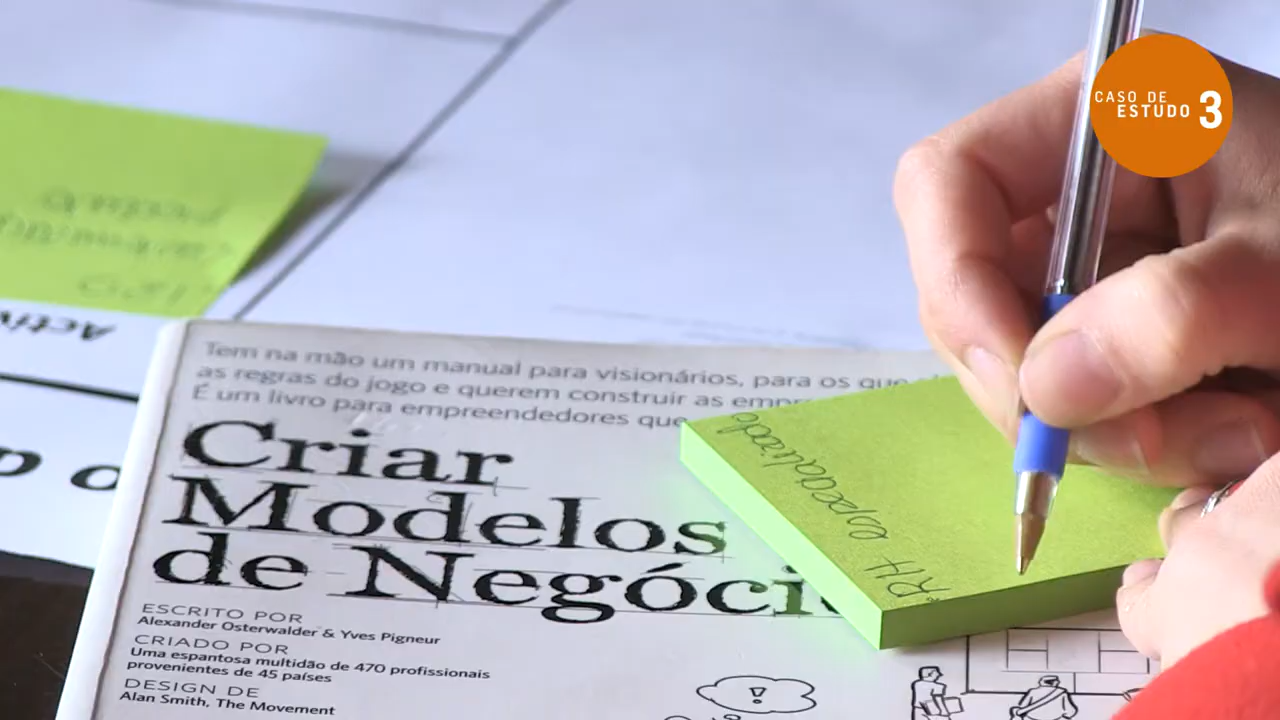 CASO DE
ESTUDO 3
Activ
Tem na mão um manual para visionários, para os que
as regras do jogo e querem construir as empr
É um livro para empreendedores que
Criar
Modelos
de Negóci
ESCRITO POR
Alexander Osterwalder & Yves Pigneur
CRIADO POR
Uma espantosa multidão de 470 profissionais
provenientes de 45 países
DESIGN DE
Alan Smith, The Movement
RH especializado